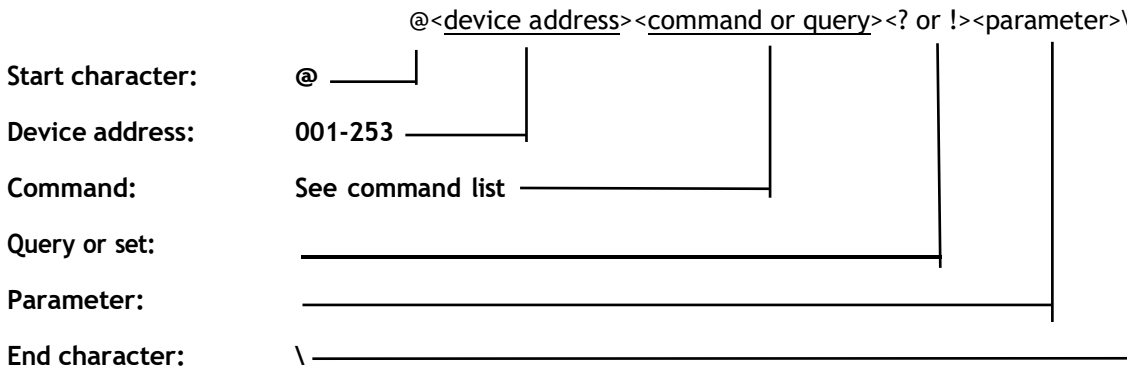 @<device address><command or query><? or !><parameter>\
Start character: @
Device address: 001-253
Command: See command list
Query or set:
Parameter:
End character: \